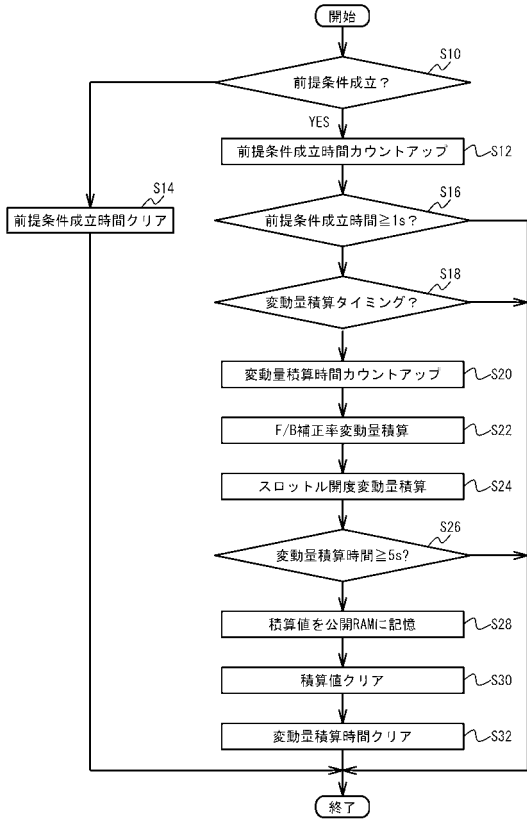 開始
S10
前提条件成立？
YES
前提条件成立時間カウントアップ
S12
S14
前提条件成立時間クリア
S16
前提条件成立時間≧1s？
S18
変動量積算タイミング？
変動量積算時間カウントアップ
S20
F/B補正率変動量積算
S22
スロットル開度変動量積算
S24
S26
変動量積算時間≧5s?
積算値を公開RAMに記憶
S28
積算値クリア
S30
変動量積算時間クリア
S32
終了